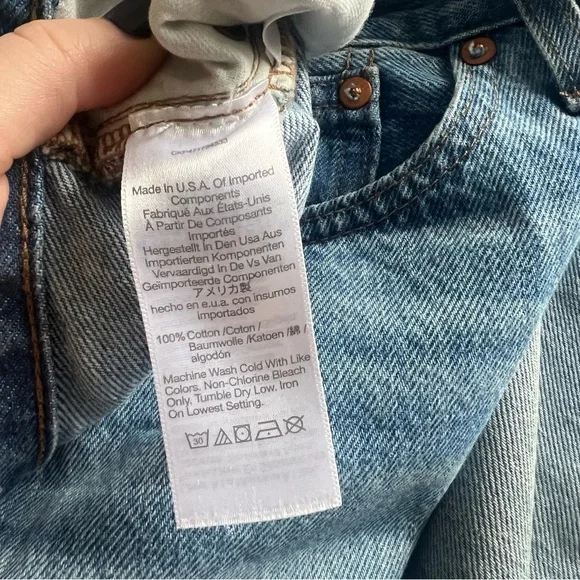 Made In U.S.A. Of Imported
Components
Fabriqué Aux États-Unis
À Partir De Composants
Importés
Hergestellt In Den Usa Aus
Importierten Komponenten
Vervaardigd In De Vs Van
Geïmporteerde Componenten
アメリカ製
hecho en e.u.a. con insumos
importados
100% Cotton /Coton /
Baumwolle /Katoen /綿 /
algodón
Machine Wash Cold With Like
Colors. Non-Chlorine Bleach
Only. Tumble Dry Low. Iron
On Lowest Setting.
30